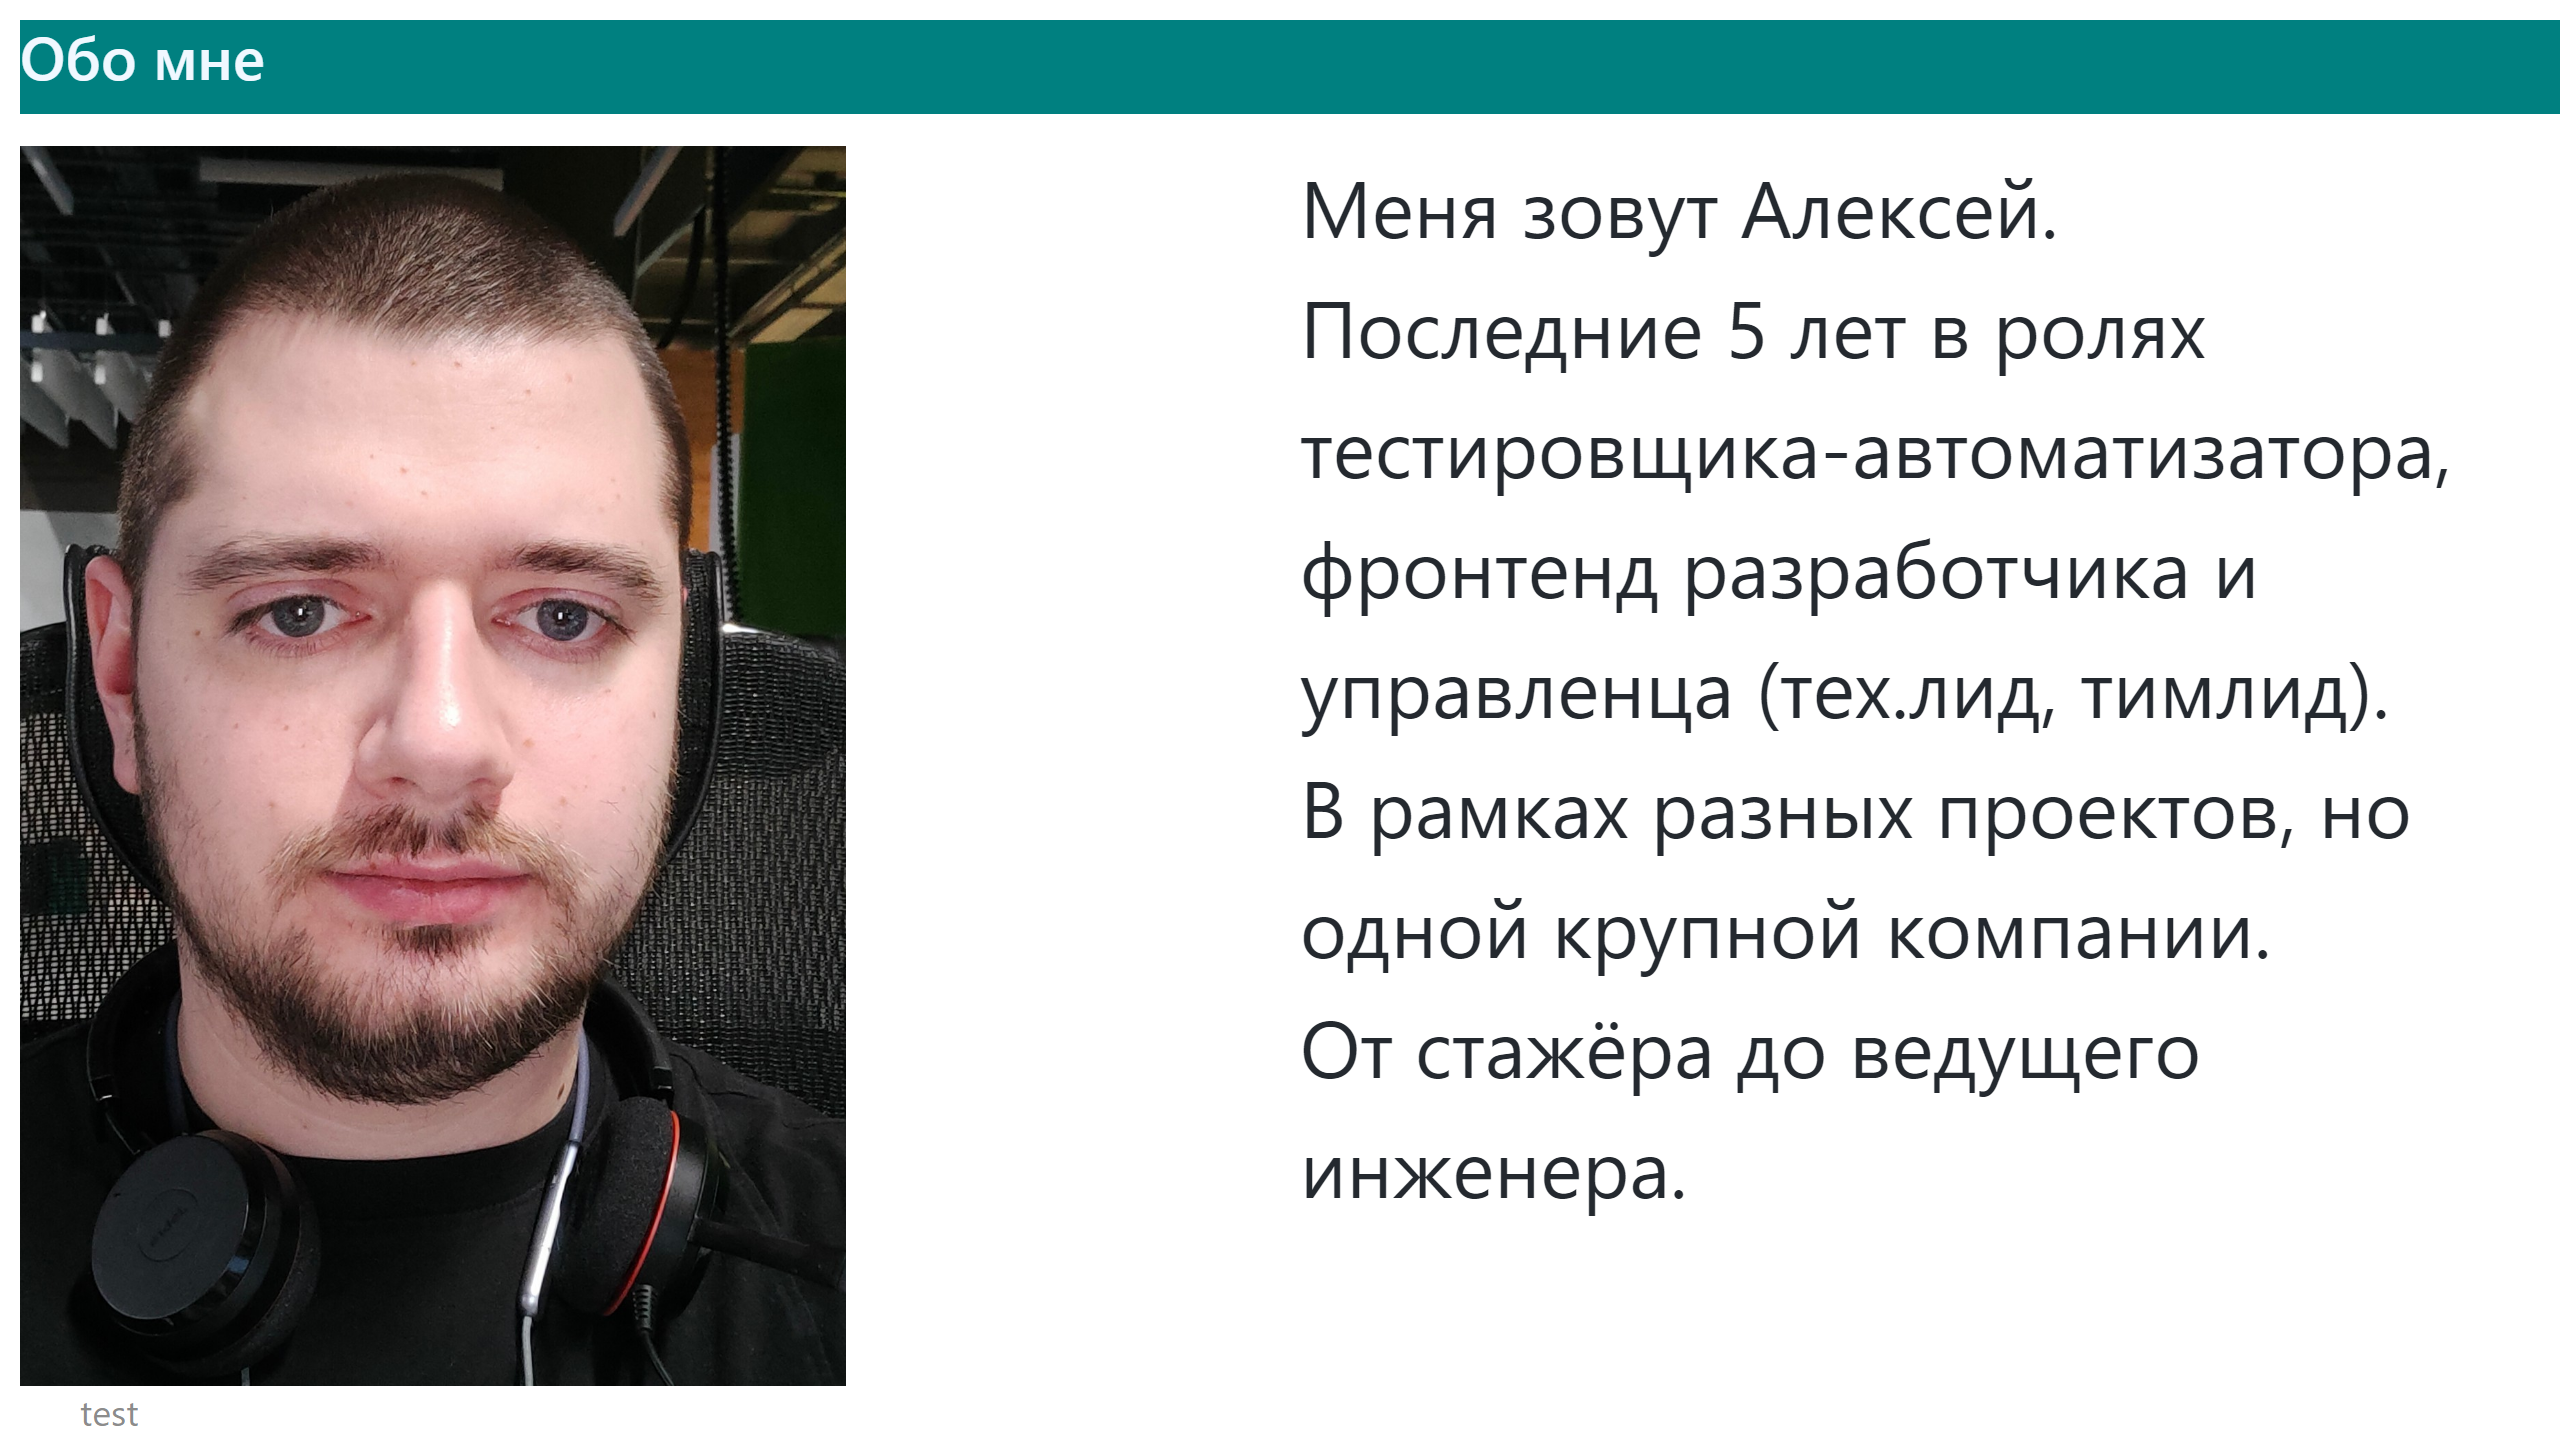 Обо мне
Меня зовут Алексей.
Последние 5 лет в ролях
тестировщика-автоматизатора,
фронтенд разработчика и
управленца (тех.лид, тимлид).
В рамках разных проектов, но
одной крупной компании.
От стажёра до ведущего
инженера.
test